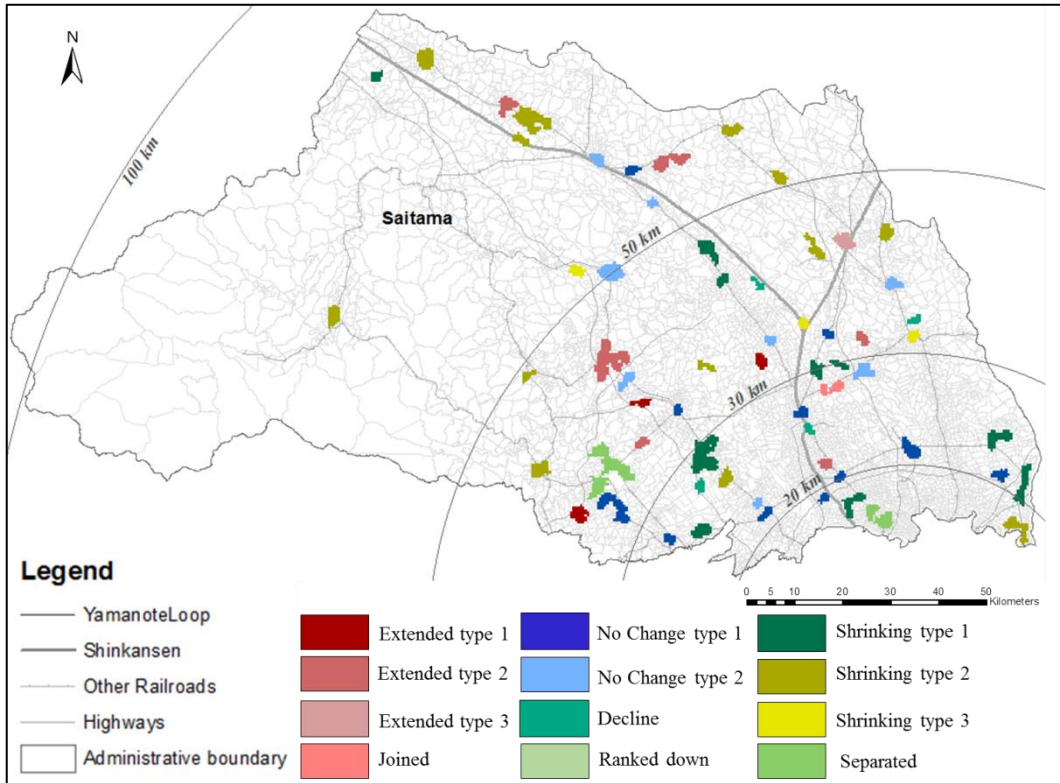 N
100 km
Saitama
50 km
30 km
20 km
Legend
YamanoteLoop
Shinkansen
Other Railroads
Highways
Administrative boundary
0 5 10 20 30 40 50
Kilometers
Extended type 1
No Change type 1
Shrinking type 1
Extended type 2
No Change type 2
Shrinking type 2
Extended type 3
Decline
Shrinking type 3
Joined
Ranked down
Separated